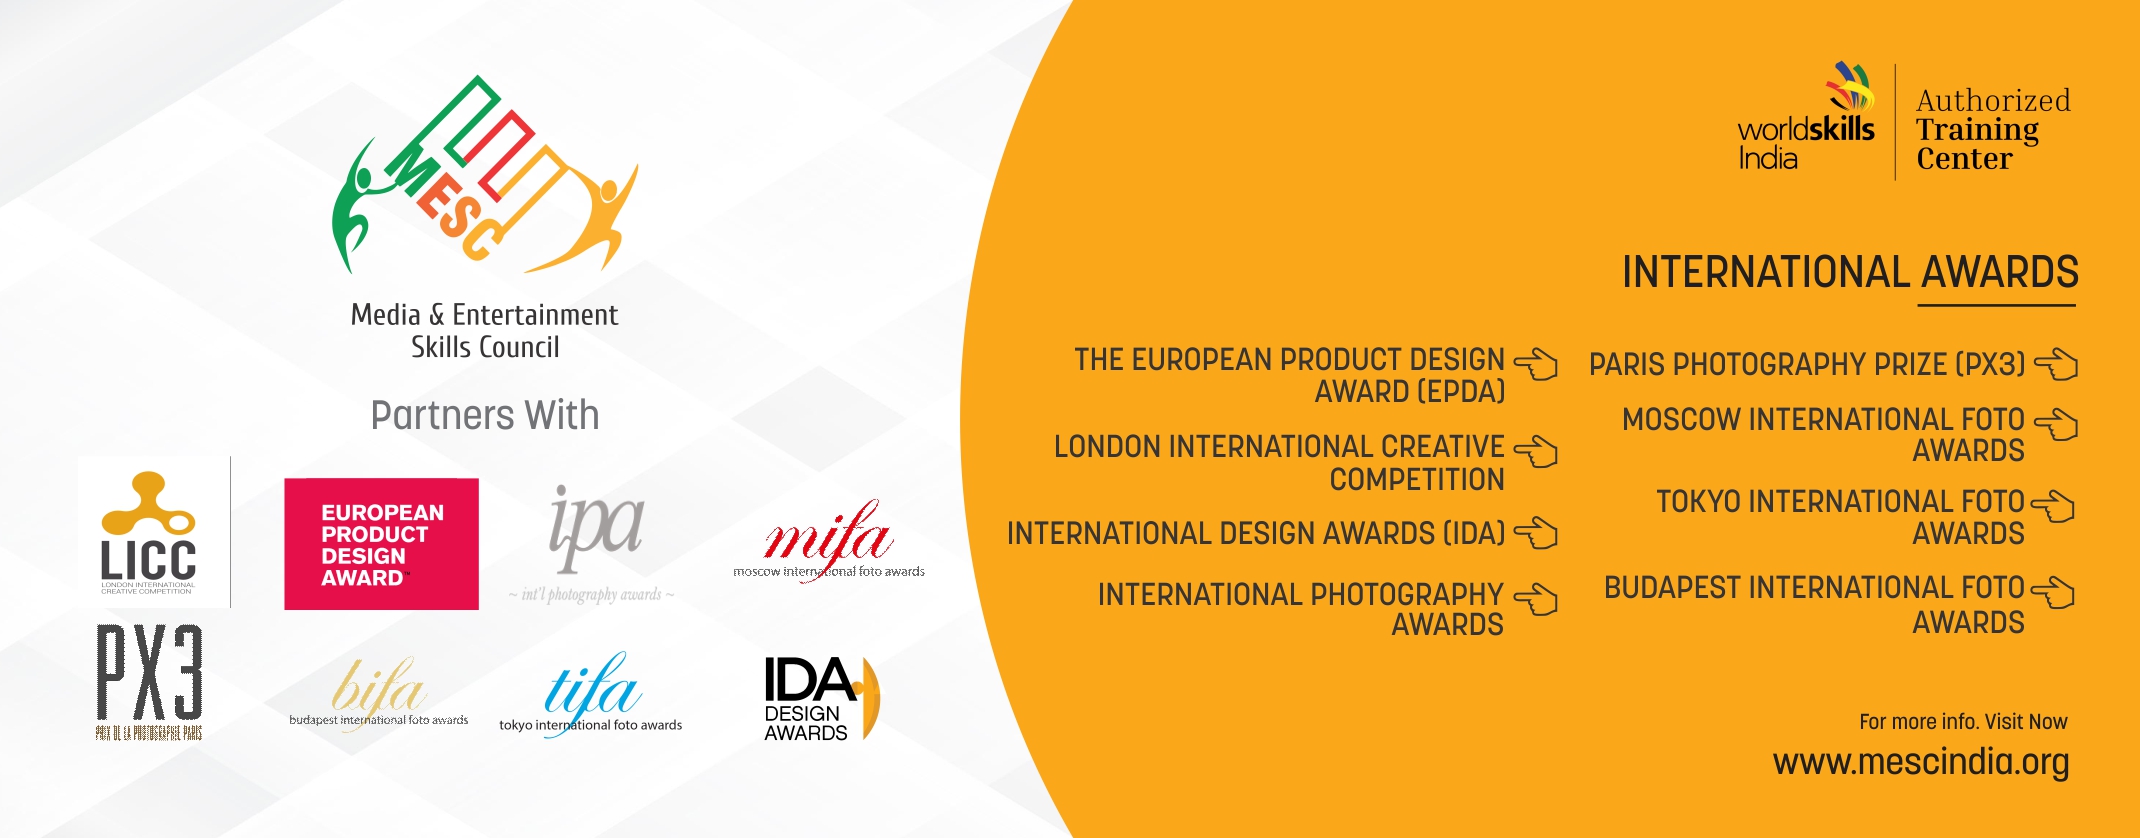 MESC
Media & Entertainment
Skills Council
Partners With
LICC
LONDON INTERNATIONAL
CREATIVE COMPETITION
EUROPEAN
PRODUCT
DESIGN
AWARD™
ipa
~ int'l photography awards ~
mifa
moscow international foto awards
PX3
PRIX DE LA PHOTOGRAPHIE PARIS
bifa
budapest international foto awards
tifa
tokyo international foto awards
IDA
DESIGN
AWARDS
worldskills
India
Authorized
Training
Center
INTERNATIONAL AWARDS
THE EUROPEAN PRODUCT DESIGN
AWARD (EPDA)
LONDON INTERNATIONAL CREATIVE
COMPETITION
INTERNATIONAL DESIGN AWARDS (IDA)
INTERNATIONAL PHOTOGRAPHY
AWARDS
PARIS PHOTOGRAPHY PRIZE (PX3)
MOSCOW INTERNATIONAL FOTO
AWARDS
TOKYO INTERNATIONAL FOTO
AWARDS
BUDAPEST INTERNATIONAL FOTO
AWARDS
For more info. Visit Now
www.mescindia.org